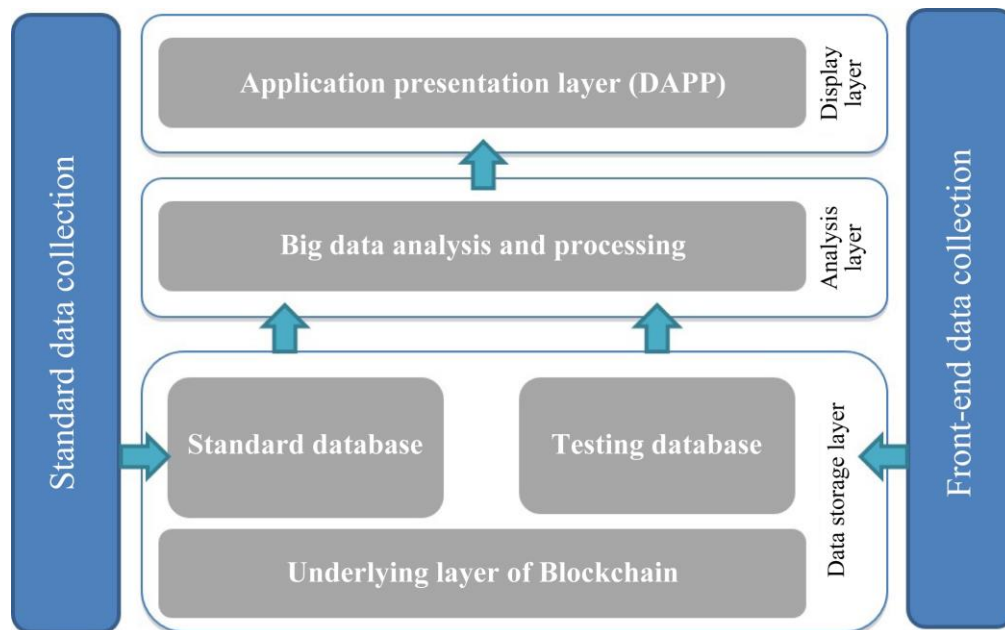 Standard data collection
Application presentation layer (DAPP)
Display
layer
Big data analysis and processing
Analysis
layer
Standard database
Testing database
Data storage layer
Underlying layer of Blockchain
Front-end data collection